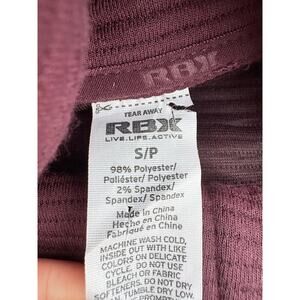 RBX
TEAR AWAY
RBX
LIVE.LIFE.ACTIVE
S/P
98% Polyester/
Poliéster/ Polyester
2% Spandex/
Spandex/ Spandex
Made in China
Hecho en China
Fabriqué en Chine
MACHINE WASH COLD,
INSIDE OUT WITH LIKE
COLORS ON DELICATE
CYCLE. DO NOT USE
BLEACH OR FABRIC
SOFTENERS. DO NOT
TUMBLE DRY LOW.